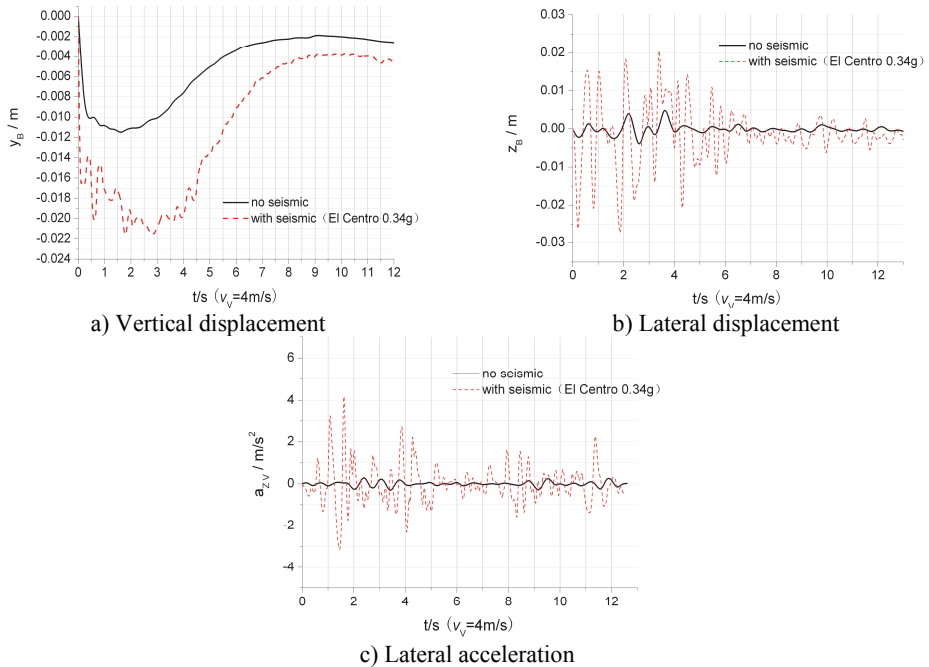 0.000
-0.002
-0.004
-0.006
-0.008
-0.010
-0.012
-0.014
-0.016
-0.018
-0.020
-0.022
-0.024
y_B / m
no seismic
with seismic（El Centro 0.34g）
0 1 2 3 4 5 6 7 8 9 10 11 12
t/s（v_V=4m/s）
a) Vertical displacement
0.03
0.02
0.01
0.00
-0.01
-0.02
-0.03
z_B / m
no seismic
with seismic（El Centro 0.34g）
0 2 4 6 8 10 12
t/s（v_V=4m/s）
b) Lateral displacement
6
4
2
0
-2
-4
a_ZV / m/s²
no seismic
with seismic（El Centro 0.34g）
0 2 4 6 8 10 12
t/s（v_V=4m/s）
c) Lateral acceleration